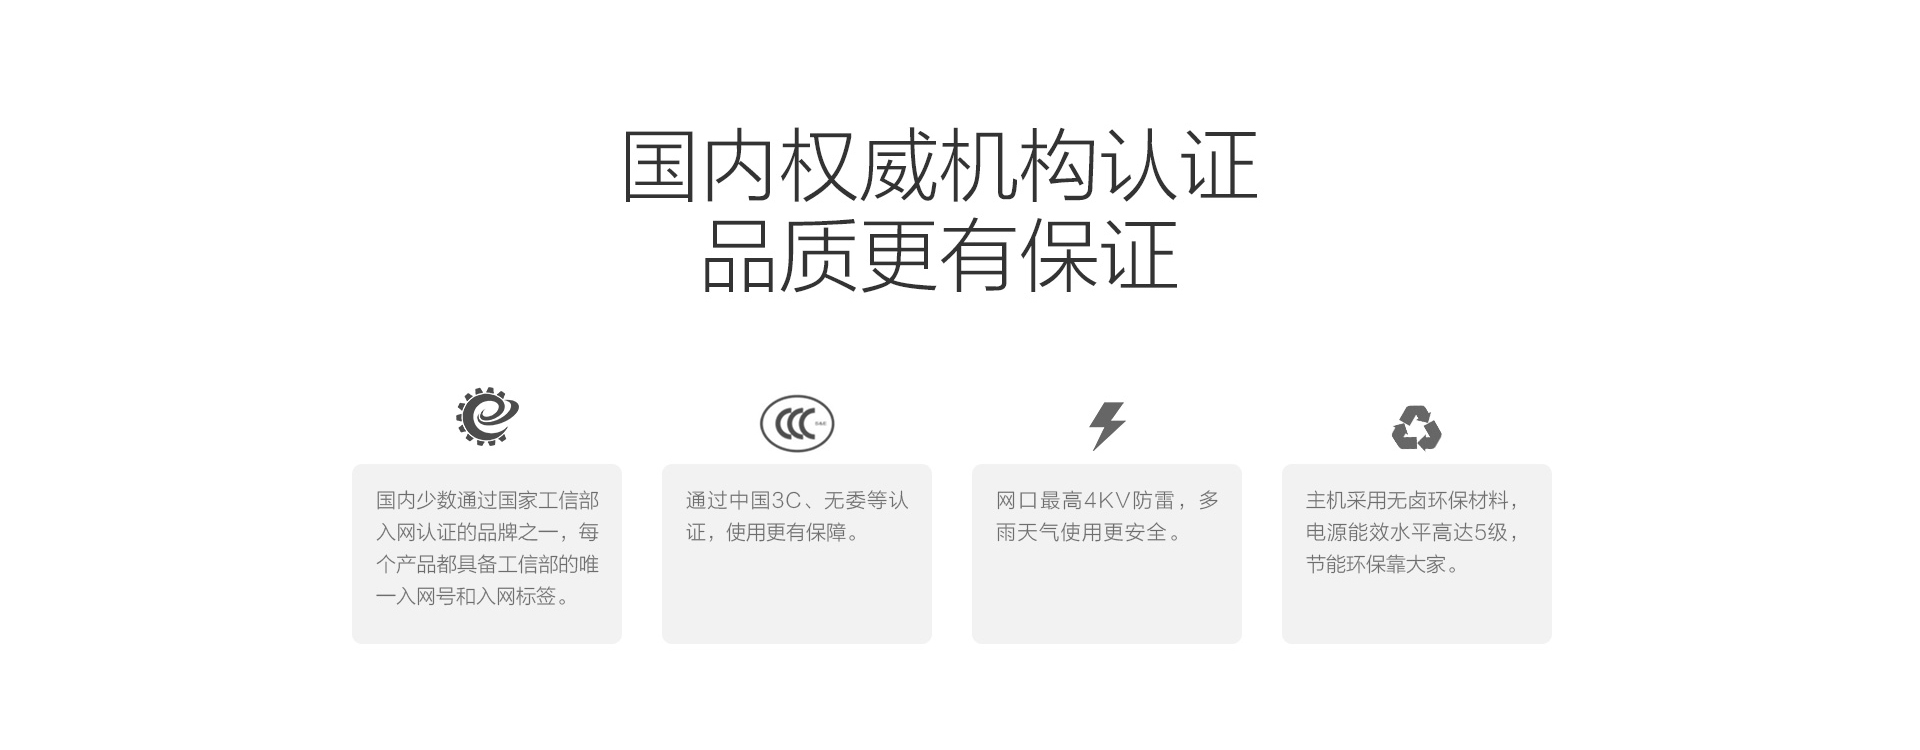 国内权威机构认证
品质更有保证
国内少数通过国家工信部
入网认证的品牌之一，每
个产品都具备工信部的唯
一入网号和入网标签。
通过中国3C、无委等认
证，使用更有保障。
网口最高4KV防雷，多
雨天气使用更安全。
主机采用无卤环保材料，
电源能效水平高达5级，
节能环保靠大家。